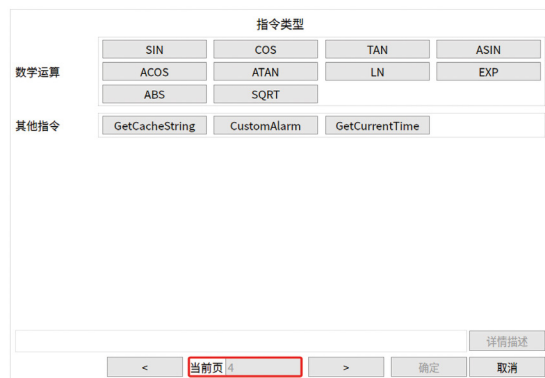 指令类型
SIN COS TAN ASIN
数学运算 ACOS ATAN LN EXP
ABS SQRT
其他指令 GetCacheString CustomAlarm GetCurrentTime
详情描述
< 当前页 4 > 确定 取消